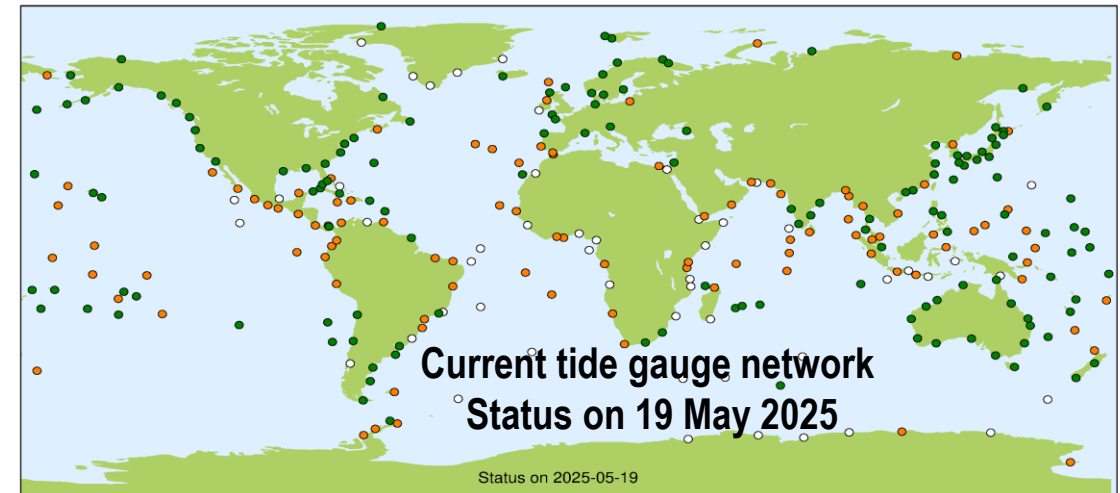 Current tide gauge network
Status on 19 May 2025
Status on 2025-05-19